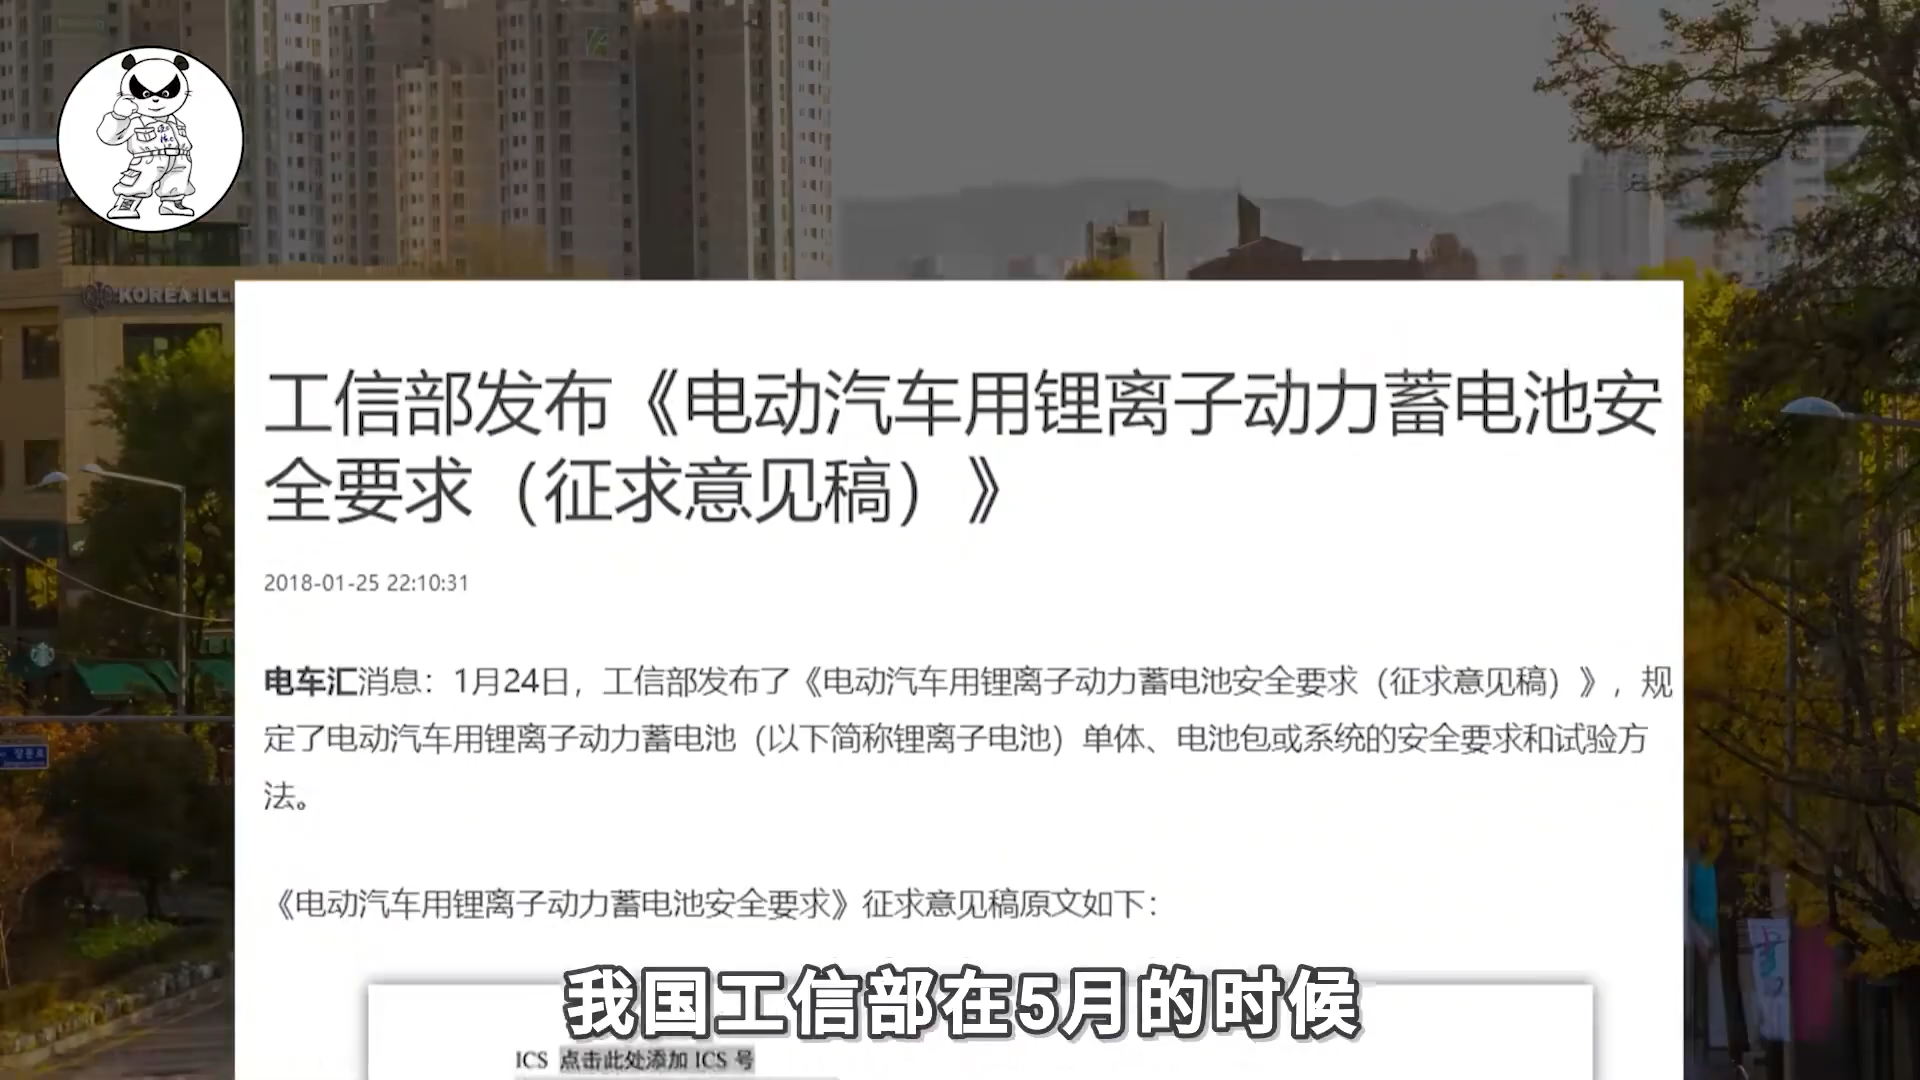 KOREA ILL
工信部发布《电动汽车用锂离子动力蓄电池安
全要求（征求意见稿）》
2018-01-25 22:10:31
电车汇消息：1月24日，工信部发布了《电动汽车用锂离子动力蓄电池安全要求（征求意见稿）》，规
定了电动汽车用锂离子动力蓄电池（以下简称锂离子电池）单体、电池包或系统的安全要求和试验方
法。
《电动汽车用锂离子动力蓄电池安全要求》征求意见稿原文如下：
我国工信部在5月的时候
ICS 点击此处添加 ICS 号